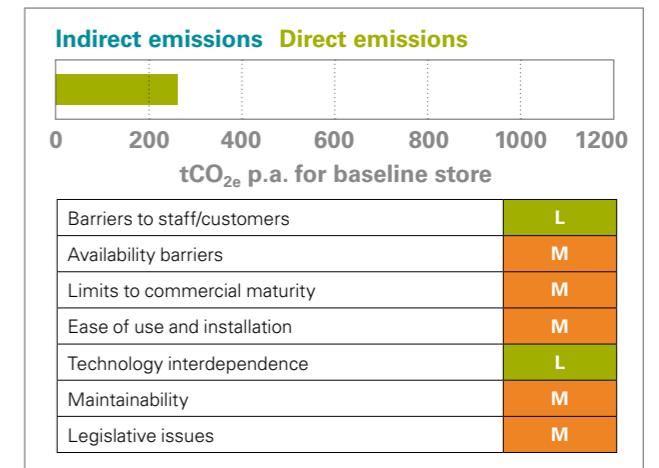 Indirect emissions Direct emissions
0 200 400 600 800 1000 1200
tCO2e p.a. for baseline store
Barriers to staff/customers L
Availability barriers M
Limits to commercial maturity M
Ease of use and installation M
Technology interdependence L
Maintainability M
Legislative issues M